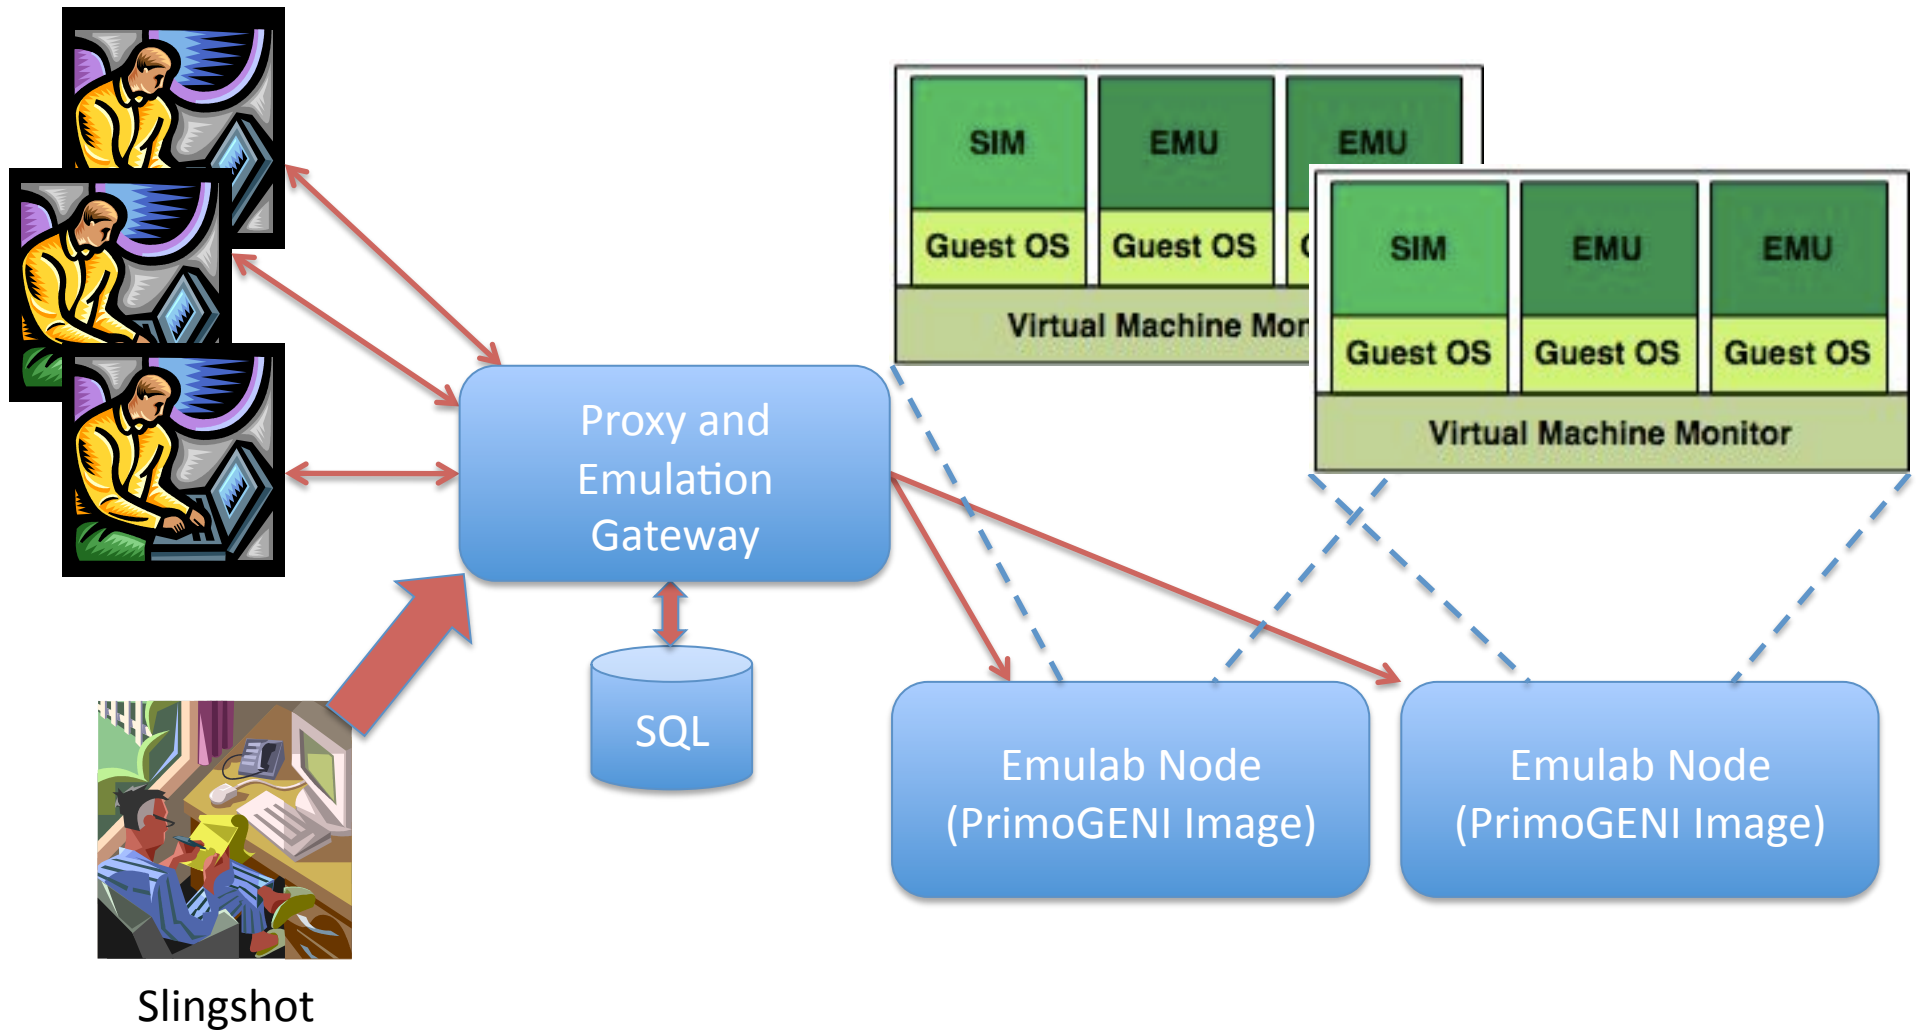 SIM
EMU
EMU
Guest OS
Guest OS
Virtual Machine Mon
SIM
EMU
EMU
Guest OS
Guest OS
Guest OS
Virtual Machine Monitor
Proxy and
Emulation
Gateway
SQL
Emulab Node
(PrimoGENI Image)
Emulab Node
(PrimoGENI Image)
Slingshot